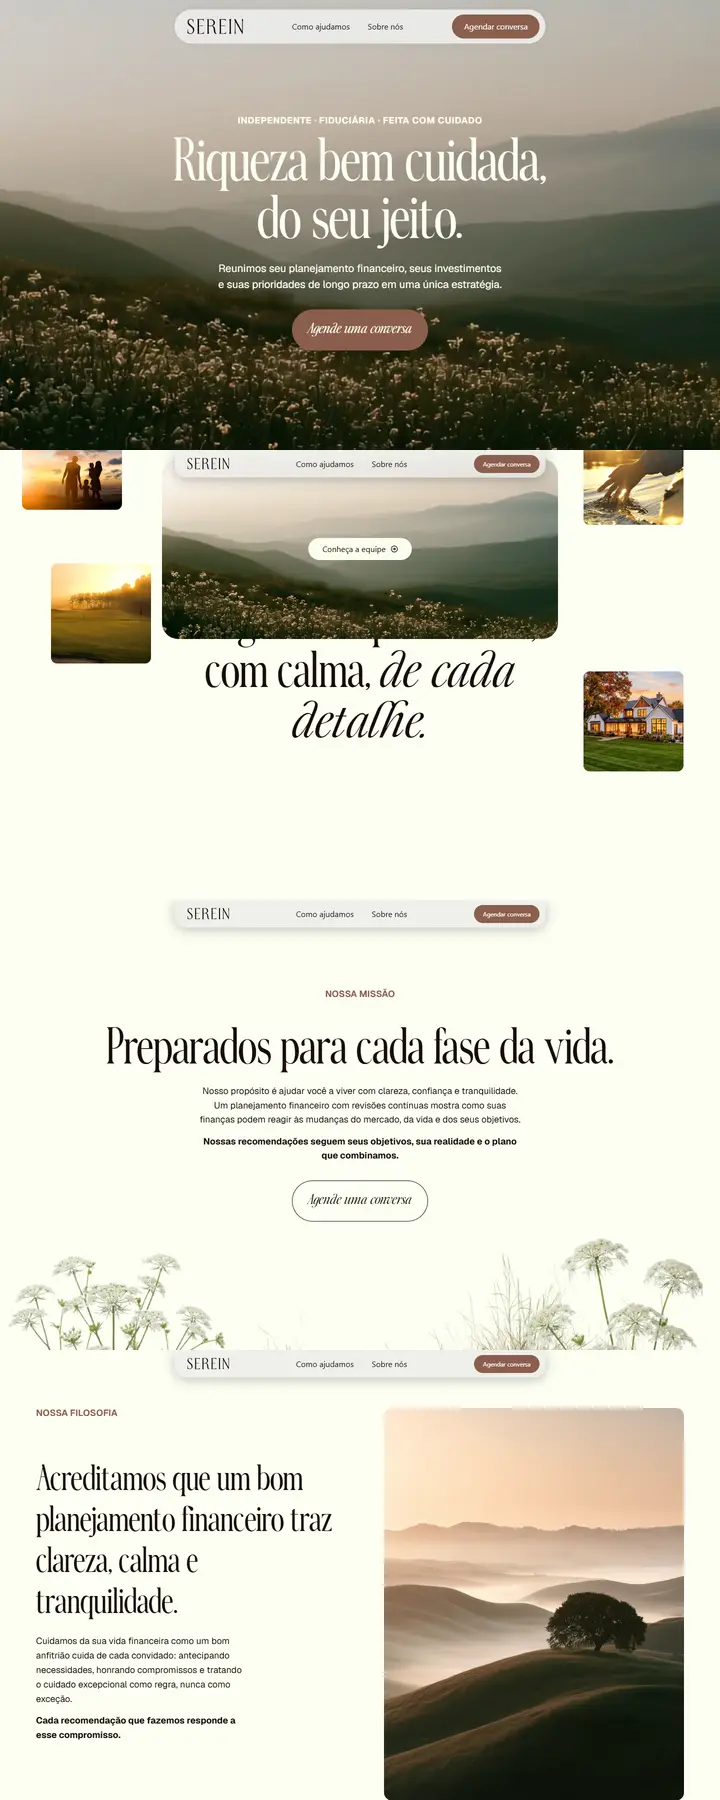 SEREIN
Como ajudamos
Sobre nós
Agendar conversa
INDEPENDENTE · FIDUCIÁRIA · FEITA COM CUIDADO
Riqueza bem cuidada,
do seu jeito.
Reunimos seu planejamento financeiro, seus investimentos
e suas prioridades de longo prazo em uma única estratégia.
Agende uma conversa
SEREIN
Como ajudamos
Sobre nós
Agendar conversa
Conheça a equipe
com calma, de cada
detalhe.
SEREIN
Como ajudamos
Sobre nós
Agendar conversa
NOSSA MISSÃO
Preparados para cada fase da vida.
Nosso propósito é ajudar você a viver com clareza, confiança e tranquilidade.
Um planejamento financeiro com revisões contínuas mostra como suas
finanças podem reagir às mudanças do mercado, da vida e dos seus objetivos.
Nossas recomendações seguem seus objetivos, sua realidade e o plano
que combinamos.
Agende uma conversa
SEREIN
Como ajudamos
Sobre nós
Agendar conversa
NOSSA FILOSOFIA
Acreditamos que um bom
planejamento financeiro traz
clareza, calma e
tranquilidade.
Cuidamos da sua vida financeira como um bom
anfitrião cuida de cada convidado: antecipando
necessidades, honrando compromissos e tratando
o cuidado excepcional como regra, nunca como
exceção.
Cada recomendação que fazemos responde a
esse compromisso.